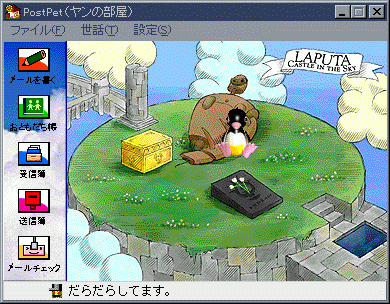 PostPet(ヤンの部屋)
ファイル(F) 世話(T) 設定(S)
メールを書く
おともだち帳
受信簿
送信簿
メールチェック
LAPUTA
CASTLE IN THE SKY
だらだらしてます。